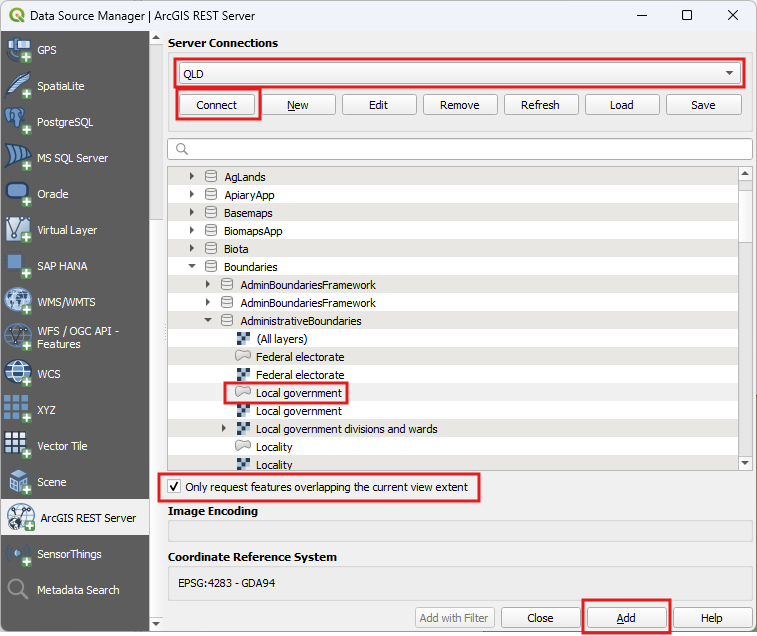 Data Source Manager | ArcGIS REST Server
GPS
SpatiaLite
PostgreSQL
MS SQL Server
Oracle
Virtual Layer
SAP HANA
WMS/WMTS
WFS / OGC API -
Features
WCS
XYZ
Vector Tile
Scene
ArcGIS REST Server
SensorThings
Metadata Search
Server Connections
QLD
Connect New Edit Remove Refresh Load Save
AgLands
ApiaryApp
Basemaps
BiomapsApp
Biota
Boundaries
AdminBoundariesFramework
AdminBoundariesFramework
AdministrativeBoundaries
(All layers)
Federal electorate
Federal electorate
Local government
Local government
Local government divisions and wards
Locality
Locality
Only request features overlapping the current view extent
Image Encoding
Coordinate Reference System
EPSG:4283 - GDA94
Add with Filter Close Add Help